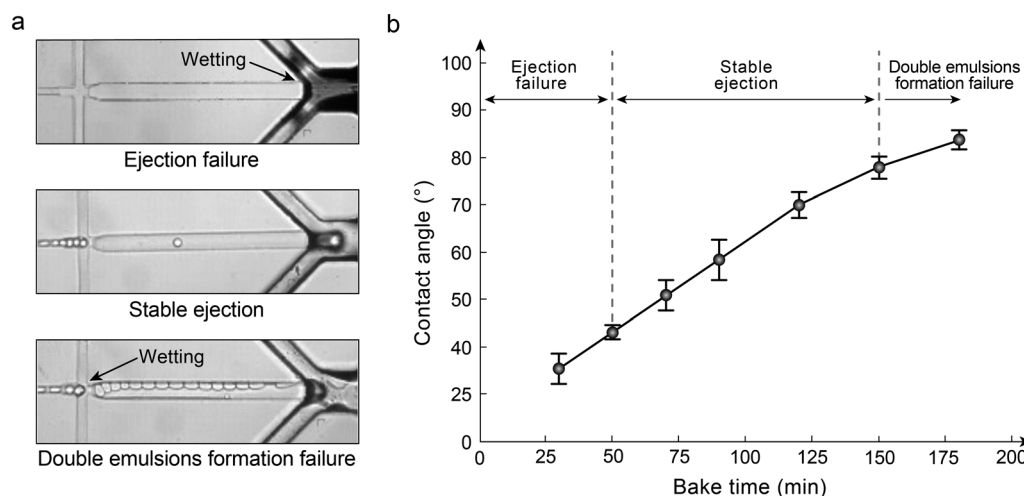 a
Wetting
Ejection failure
Stable ejection
Wetting
Double emulsions formation failure
b
Ejection
failure
Stable
ejection
Double emulsions
formation failure
100
90
80
70
60
50
40
25
0
Contact angle (°)
0 25 50 75 100 125 150 175 200
Bake time (min)